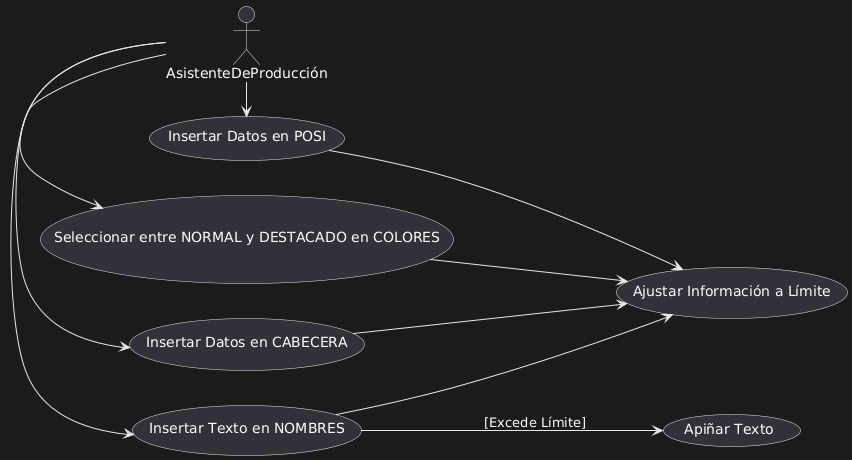 AsistenteDeProducción
Insertar Datos en POSI
Seleccionar entre NORMAL y DESTACADO en COLORES
Ajustar Información a Límite
Insertar Datos en CABECERA
[Excede Límite]
Insertar Texto en NOMBRES
Apiñar Texto